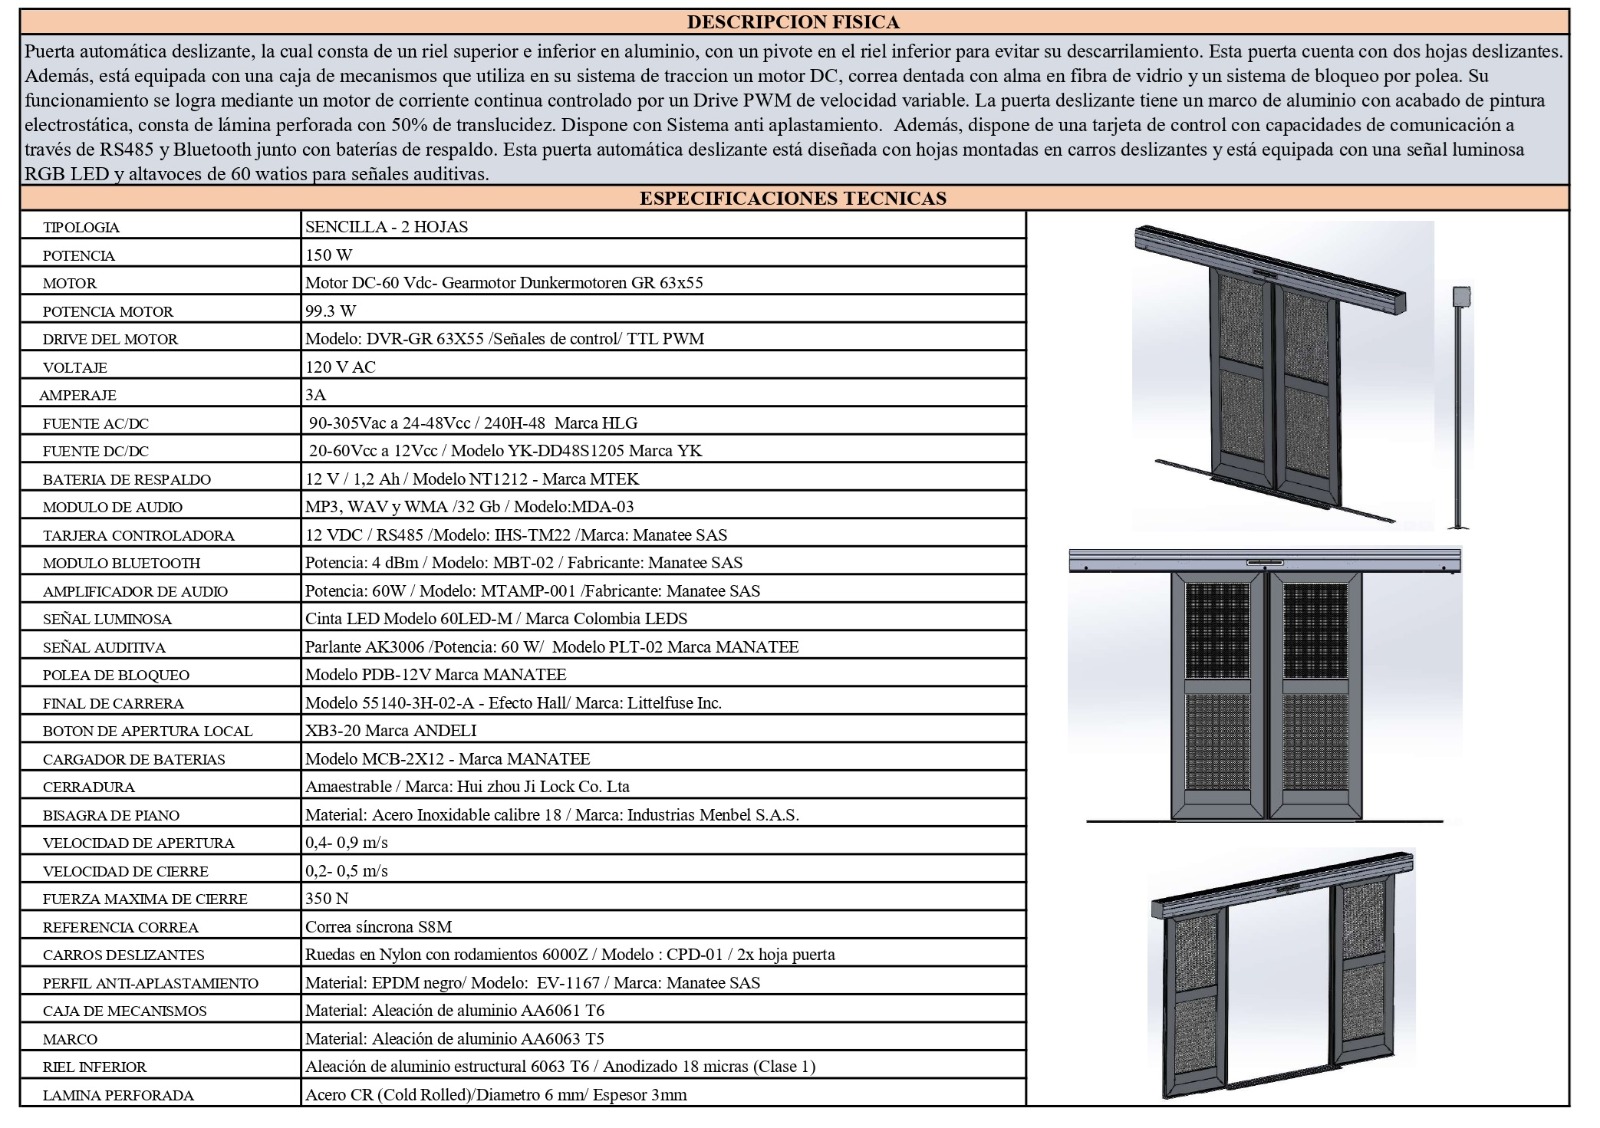 DESCRIPCION FISICA
Puerta automática deslizante, la cual consta de un riel superior e inferior en aluminio, con un pivote en el riel inferior para evitar su descarrilamiento. Esta puerta cuenta con dos hojas deslizantes.
Además, está equipada con una caja de mecanismos que utiliza en su sistema de traccion un motor DC, correa dentada con alma en fibra de vidrio y un sistema de bloqueo por polea. Su
funcionamiento se logra mediante un motor de corriente continua controlado por un Drive PWM de velocidad variable. La puerta deslizante tiene un marco de aluminio con acabado de pintura
electrostática, consta de lámina perforada con 50% de translucidez. Dispone con Sistema anti aplastamiento.  Además, dispone de una tarjeta de control con capacidades de comunicación a
través de RS485 y Bluetooth junto con baterías de respaldo. Esta puerta automática deslizante está diseñada con hojas montadas en carros deslizantes y está equipada con una señal luminosa
RGB LED y altavoces de 60 watios para señales auditivas.
ESPECIFICACIONES TECNICAS
TIPOLOGIA SENCILLA - 2 HOJAS
POTENCIA 150 W
MOTOR Motor DC-60 Vdc- Gearmotor Dunkermotoren GR 63x55
POTENCIA MOTOR 99.3 W
DRIVE DEL MOTOR Modelo: DVR-GR 63X55 /Señales de control/ TTL PWM
VOLTAJE 120 V AC
AMPERAJE 3A
FUENTE AC/DC 90-305Vac a 24-48Vcc / 240H-48  Marca HLG
FUENTE DC/DC 20-60Vcc a 12Vcc / Modelo YK-DD48S1205 Marca YK
BATERIA DE RESPALDO 12 V / 1,2 Ah / Modelo NT1212 - Marca MTEK
MODULO DE AUDIO MP3, WAV y WMA /32 Gb / Modelo:MDA-03
TARJERA CONTROLADORA 12 VDC / RS485 /Modelo: IHS-TM22 /Marca: Manatee SAS
MODULO BLUETOOTH Potencia: 4 dBm / Modelo: MBT-02 / Fabricante: Manatee SAS
AMPLIFICADOR DE AUDIO Potencia: 60W / Modelo: MTAMP-001 /Fabricante: Manatee SAS
SEÑAL LUMINOSA Cinta LED Modelo 60LED-M / Marca Colombia LEDS
SEÑAL AUDITIVA Parlante AK3006 /Potencia: 60 W/  Modelo PLT-02 Marca MANATEE
POLEA DE BLOQUEO Modelo PDB-12V Marca MANATEE
FINAL DE CARRERA Modelo 55140-3H-02-A - Efecto Hall/ Marca: Littelfuse Inc.
BOTON DE APERTURA LOCAL XB3-20 Marca ANDELI
CARGADOR DE BATERIAS Modelo MCB-2X12 - Marca MANATEE
CERRADURA Amaestrable / Marca: Hui zhou Ji Lock Co. Lta
BISAGRA DE PIANO Material: Acero Inoxidable calibre 18 / Marca: Industrias Menbel S.A.S.
VELOCIDAD DE APERTURA 0,4- 0,9 m/s
VELOCIDAD DE CIERRE 0,2- 0,5 m/s
FUERZA MAXIMA DE CIERRE 350 N
REFERENCIA CORREA Correa síncrona S8M
CARROS DESLIZANTES Ruedas en Nylon con rodamientos 6000Z / Modelo : CPD-01 / 2x hoja puerta
PERFIL ANTI-APLASTAMIENTO Material: EPDM negro/ Modelo:  EV-1167 / Marca: Manatee SAS
CAJA DE MECANISMOS Material: Aleación de aluminio AA6061 T6
MARCO Material: Aleación de aluminio AA6063 T5
RIEL INFERIOR Aleación de aluminio estructural 6063 T6 / Anodizado 18 micras (Clase 1)
LAMINA PERFORADA Acero CR (Cold Rolled)/Diametro 6 mm/ Espesor 3mm